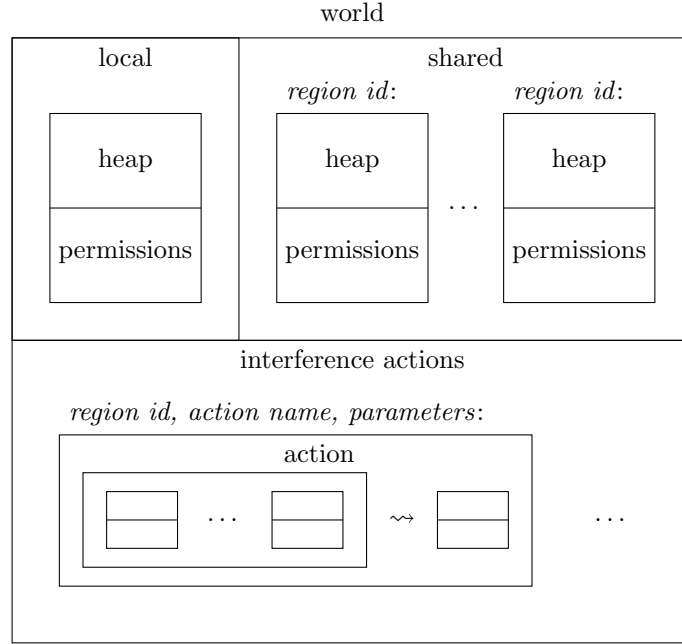 world
local
shared
region id:
region id:
heap
heap
heap
...
permissions
permissions
permissions
interference actions
region id, action name, parameters:
action
...
⇝
...